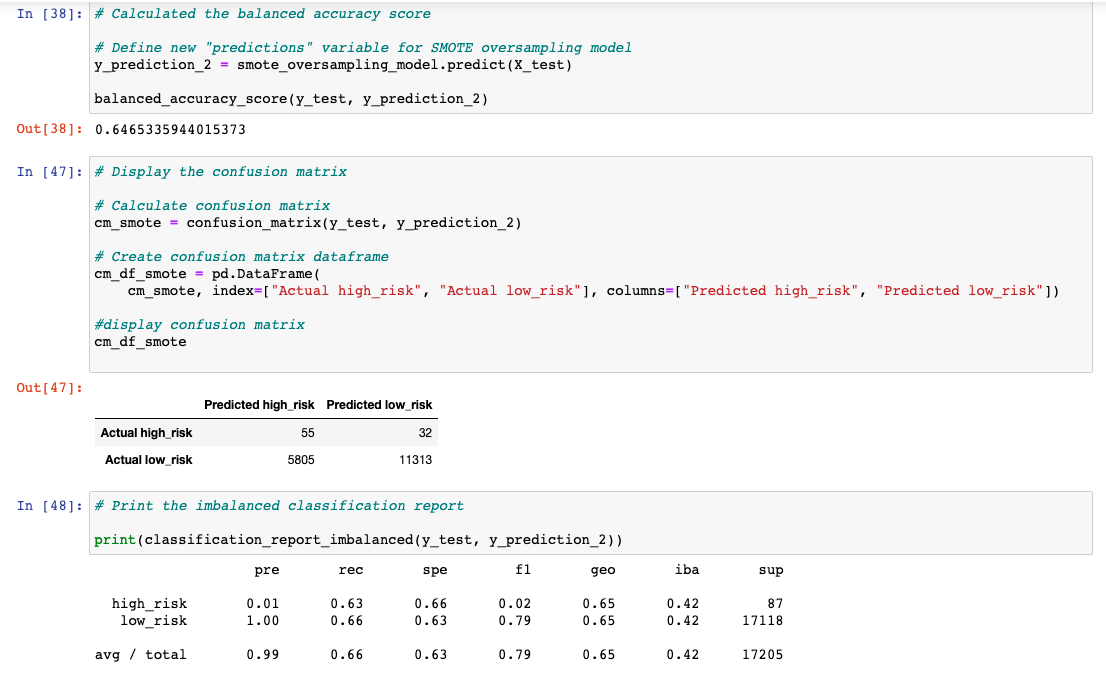 In [38]: # Calculated the balanced accuracy score
# Define new "predictions" variable for SMOTE oversampling model
y_prediction_2 = smote_oversampling_model.predict(X_test)
balanced_accuracy_score(y_test, y_prediction_2)
Out[38]: 0.6465335944015373
In [47]: # Display the confusion matrix
# Calculate confusion matrix
cm_smote = confusion_matrix(y_test, y_prediction_2)
# Create confusion matrix dataframe
cm_df_smote = pd.DataFrame(
cm_smote, index=["Actual high_risk", "Actual low_risk"], columns=["Predicted high_risk", "Predicted low_risk"])
#display confusion matrix
cm_df_smote
Out[47]:
Predicted high_risk Predicted low_risk
Actual high_risk 55 32
Actual low_risk 5805 11313
In [48]: # Print the imbalanced classification report
print(classification_report_imbalanced(y_test, y_prediction_2))
pre rec spe f1 geo iba sup
high_risk 0.01 0.63 0.66 0.02 0.65 0.42 87
low_risk 1.00 0.66 0.63 0.79 0.65 0.42 17118
avg / total 0.99 0.66 0.63 0.79 0.65 0.42 17205